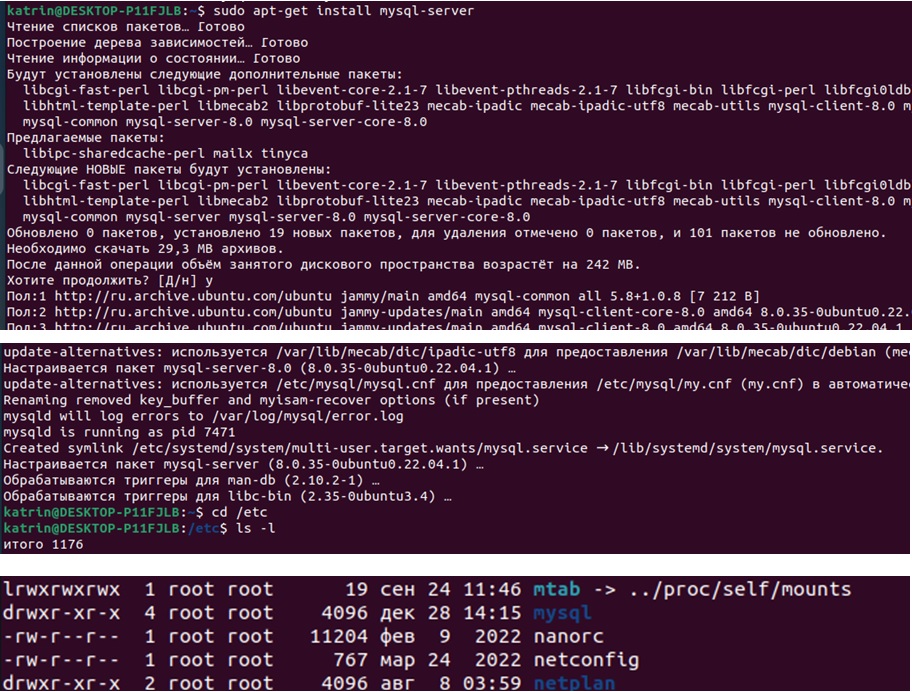 katrin@DESKTOP-P11FJLB:~$ sudo apt-get install mysql-server
Чтение списков пакетов… Готово
Построение дерева зависимостей… Готово
Чтение информации о состоянии… Готово
Будут установлены следующие дополнительные пакеты:
  libcgi-fast-perl libcgi-pm-perl libevent-core-2.1-7 libevent-pthreads-2.1-7 libfcgi-bin libfcgi-perl libfcgi0ldb
  libhtml-template-perl libmecab2 libprotobuf-lite23 mecab-ipadic mecab-ipadic-utf8 mecab-utils mysql-client-8.0 m
  mysql-common mysql-server-8.0 mysql-server-core-8.0
Предлагаемые пакеты:
  libipc-sharedcache-perl mailx tinyca
Следующие НОВЫЕ пакеты будут установлены:
  libcgi-fast-perl libcgi-pm-perl libevent-core-2.1-7 libevent-pthreads-2.1-7 libfcgi-bin libfcgi-perl libfcgi0ldb
  libhtml-template-perl libmecab2 libprotobuf-lite23 mecab-ipadic mecab-ipadic-utf8 mecab-utils mysql-client-8.0 m
  mysql-common mysql-server mysql-server-8.0 mysql-server-core-8.0
Обновлено 0 пакетов, установлено 19 новых пакетов, для удаления отмечено 0 пакетов, и 101 пакетов не обновлено.
Необходимо скачать 29,3 MB архивов.
После данной операции объём занятого дискового пространства возрастёт на 242 MB.
Хотите продолжить? [Д/н] y
Пол:1 http://ru.archive.ubuntu.com/ubuntu jammy/main amd64 mysql-common all 5.8+1.0.8 [7 212 B]
Пол:2 http://ru.archive.ubuntu.com/ubuntu jammy-updates/main amd64 mysql-client-core-8.0 amd64 8.0.35-0ubuntu0.22.
Пол:3 http://ru.archive.ubuntu.com/ubuntu jammy-updates/main amd64 mysql-client-8.0 amd64 8.0.35-0ubuntu0.22.04.1
update-alternatives: используется /var/lib/mecab/dic/ipadic-utf8 для предоставления /var/lib/mecab/dic/debian (mec
Настраивается пакет mysql-server-8.0 (8.0.35-0ubuntu0.22.04.1) …
update-alternatives: используется /etc/mysql/mysql.cnf для предоставления /etc/mysql/my.cnf (my.cnf) в автоматичес
Renaming removed key_buffer and myisam-recover options (if present)
mysqld will log errors to /var/log/mysql/error.log
mysqld is running as pid 7471
Created symlink /etc/systemd/system/multi-user.target.wants/mysql.service → /lib/systemd/system/mysql.service.
Настраивается пакет mysql-server (8.0.35-0ubuntu0.22.04.1) …
Обрабатываются триггеры для man-db (2.10.2-1) …
Обрабатываются триггеры для libc-bin (2.35-0ubuntu3.4) …
katrin@DESKTOP-P11FJLB:~$ cd /etc
katrin@DESKTOP-P11FJLB:/etc$ ls -l
итого 1176
lrwxrwxrwx  1 root root      19 сен 24 11:46 mtab -> ../proc/self/mounts
drwxr-xr-x  4 root root    4096 дек 28 14:15 mysql
-rw-r--r--  1 root root   11204 фев  9  2022 nanorc
-rw-r--r--  1 root root     767 мар 24  2022 netconfig
drwxr-xr-x  2 root root    4096 авг  8 03:59 netplan